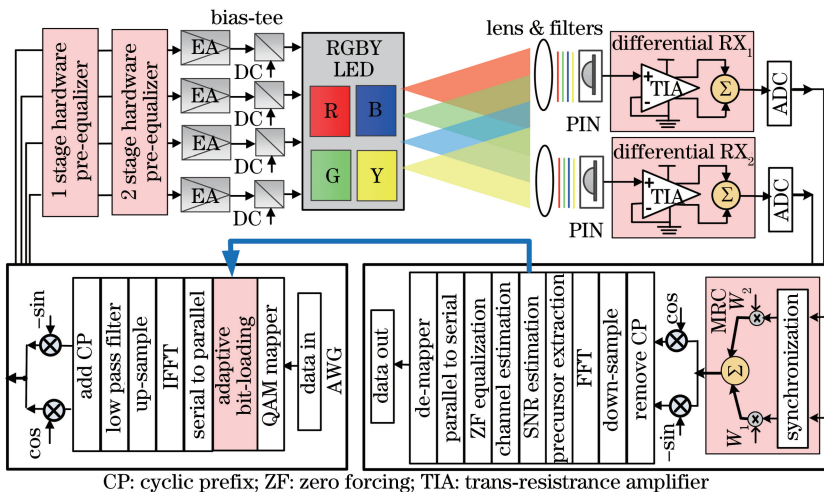 bias-tee
1 stage hardware
pre-equalizer
2 stage hardware
pre-equalizer
EA
DC
EA
DC
EA
DC
EA
DC
RGBY
LED
R
B
G
Y
lens & filters
PIN
differential RX1
+
-
TIA
Σ
ADC
PIN
differential RX2
+
-
TIA
Σ
ADC
-sin
cos
add CP
low pass filter
up-sample
IFFT
serial to parallel
adaptive
bit-loading
QAM mapper
data in
AWG
data out
de-mapper
parallel to serial
ZF equalization
channel estimation
SNR estimation
precursor extraction
FFT
down-sample
remove CP
cos
-sin
MRC
W2
Σ
W1
synchronization
CP: cyclic prefix; ZF: zero forcing; TIA: trans-resistrance amplifier